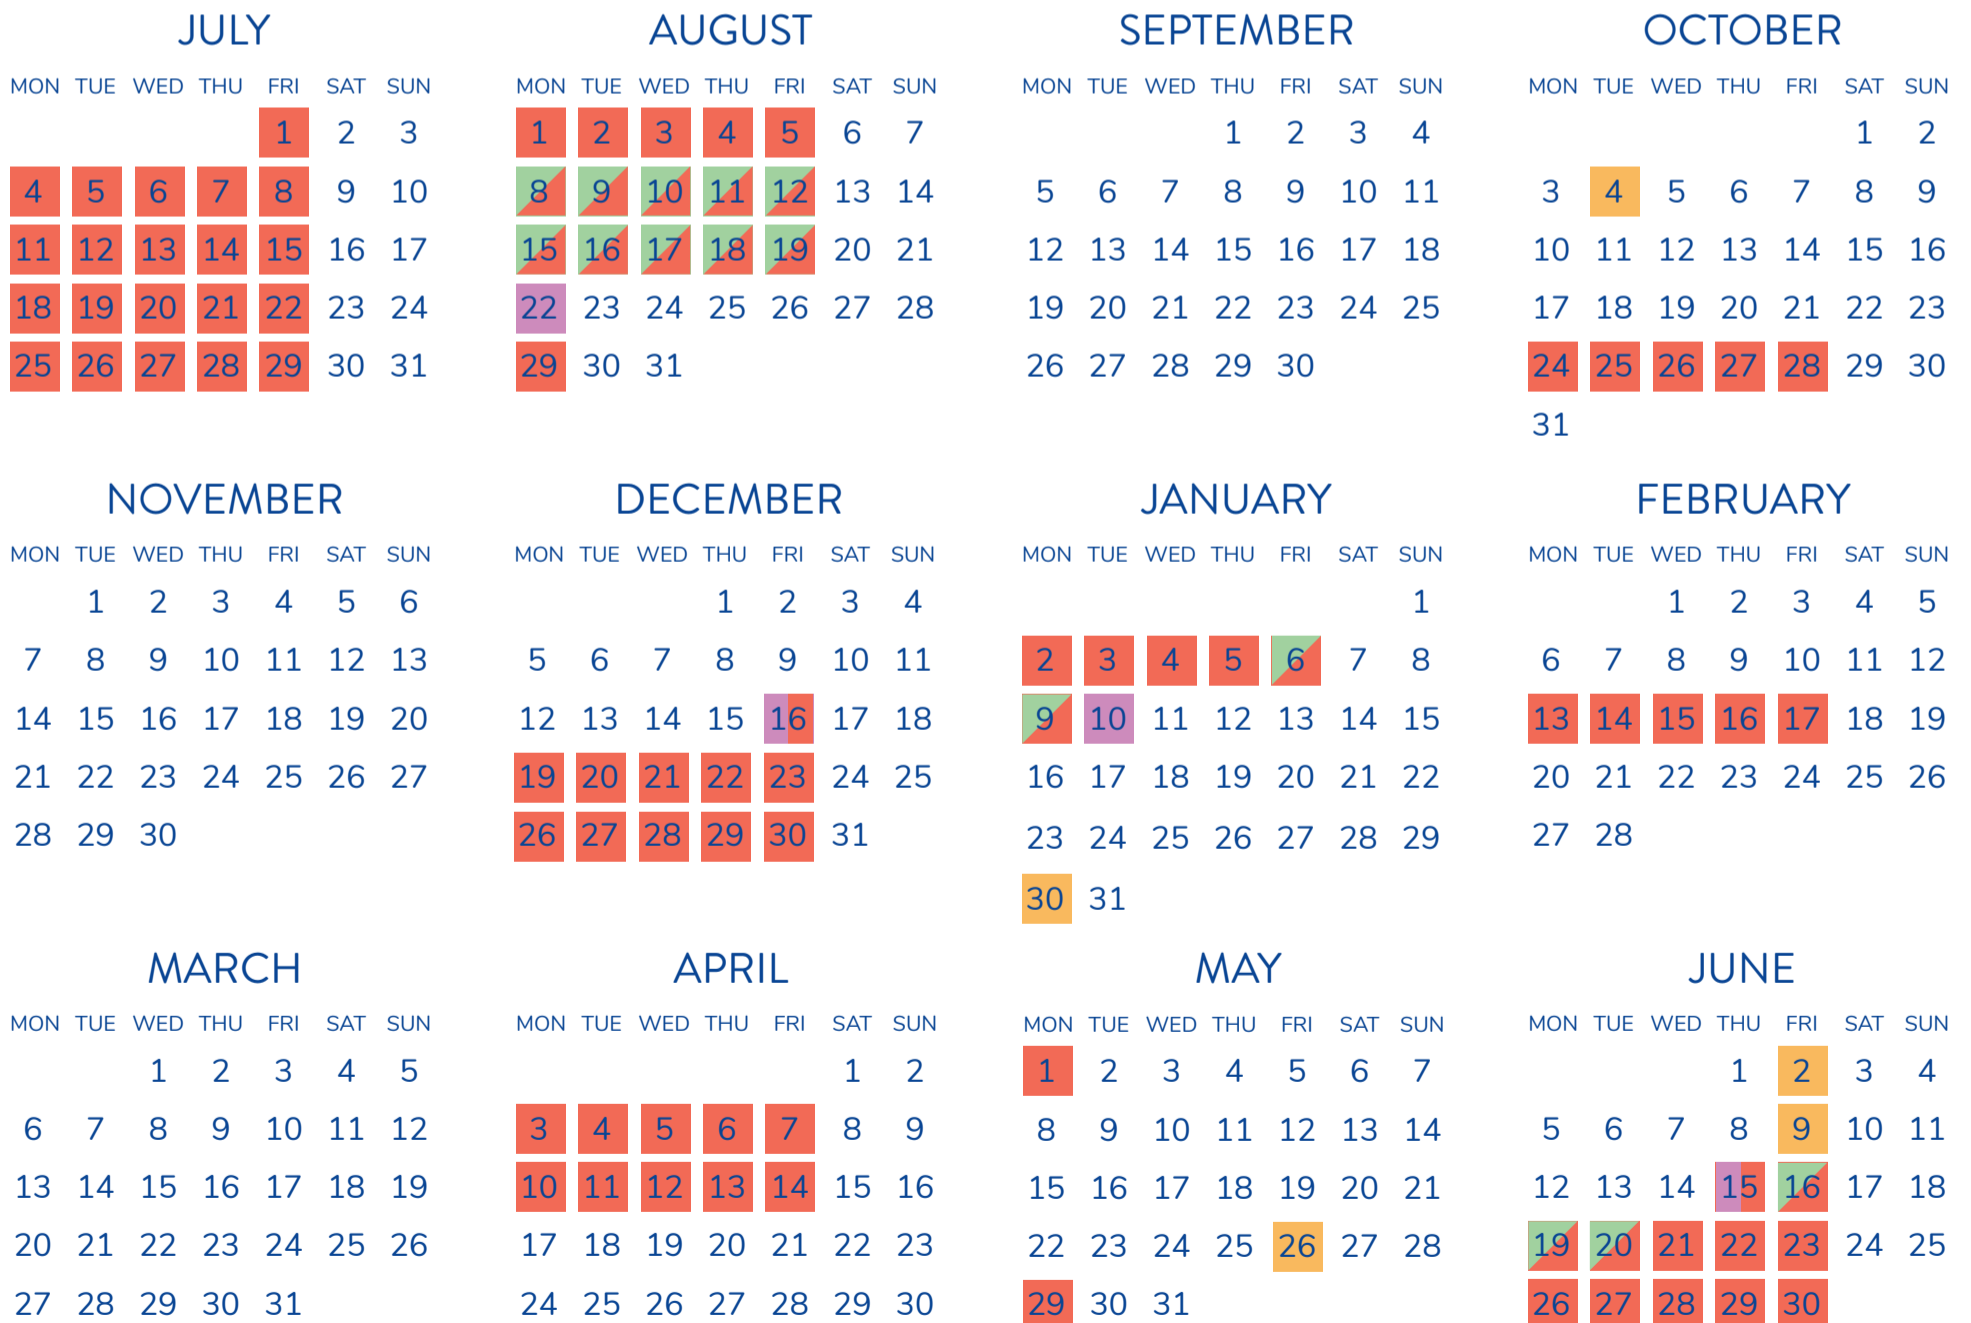 JULY AUGUST SEPTEMBER OCTOBER
MON TUE WED THU FRI SAT SUN MON TUE WED THU FRI SAT SUN MON TUE WED THU FRI SAT SUN MON TUE WED THU FRI SAT SUN
1 2 3 1 2 3 4 5 6 7 1 2 3 4 1 2
4 5 6 7 8 9 10 8 9 10 11 12 13 14 5 6 7 8 9 10 11 3 4 5 6 7 8 9
11 12 13 14 15 16 17 15 16 17 18 19 20 21 12 13 14 15 16 17 18 10 11 12 13 14 15 16
18 19 20 21 22 23 24 22 23 24 25 26 27 28 19 20 21 22 23 24 25 17 18 19 20 21 22 23
25 26 27 28 29 30 31 29 30 31 26 27 28 29 30 24 25 26 27 28 29 30
31
NOVEMBER DECEMBER JANUARY FEBRUARY
MON TUE WED THU FRI SAT SUN MON TUE WED THU FRI SAT SUN MON TUE WED THU FRI SAT SUN MON TUE WED THU FRI SAT SUN
1 2 3 4 5 6 1 2 3 4 1 1 2 3 4 5
7 8 9 10 11 12 13 5 6 7 8 9 10 11 2 3 4 5 6 7 8 6 7 8 9 10 11 12
14 15 16 17 18 19 20 12 13 14 15 16 17 18 9 10 11 12 13 14 15 13 14 15 16 17 18 19
21 22 23 24 25 26 27 19 20 21 22 23 24 25 16 17 18 19 20 21 22 20 21 22 23 24 25 26
28 29 30 26 27 28 29 30 31 23 24 25 26 27 28 29 27 28
30 31
MARCH APRIL MAY JUNE
MON TUE WED THU FRI SAT SUN MON TUE WED THU FRI SAT SUN MON TUE WED THU FRI SAT SUN MON TUE WED THU FRI SAT SUN
1 2 3 4 5 1 2 1 2 3 4 5 6 7 1 2 3 4
6 7 8 9 10 11 12 3 4 5 6 7 8 9 8 9 10 11 12 13 14 5 6 7 8 9 10 11
13 14 15 16 17 18 19 10 11 12 13 14 15 16 15 16 17 18 19 20 21 12 13 14 15 16 17 18
20 21 22 23 24 25 26 17 18 19 20 21 22 23 22 23 24 25 26 27 28 19 20 21 22 23 24 25
27 28 29 30 31 24 25 26 27 28 29 30 29 30 31 26 27 28 29 30